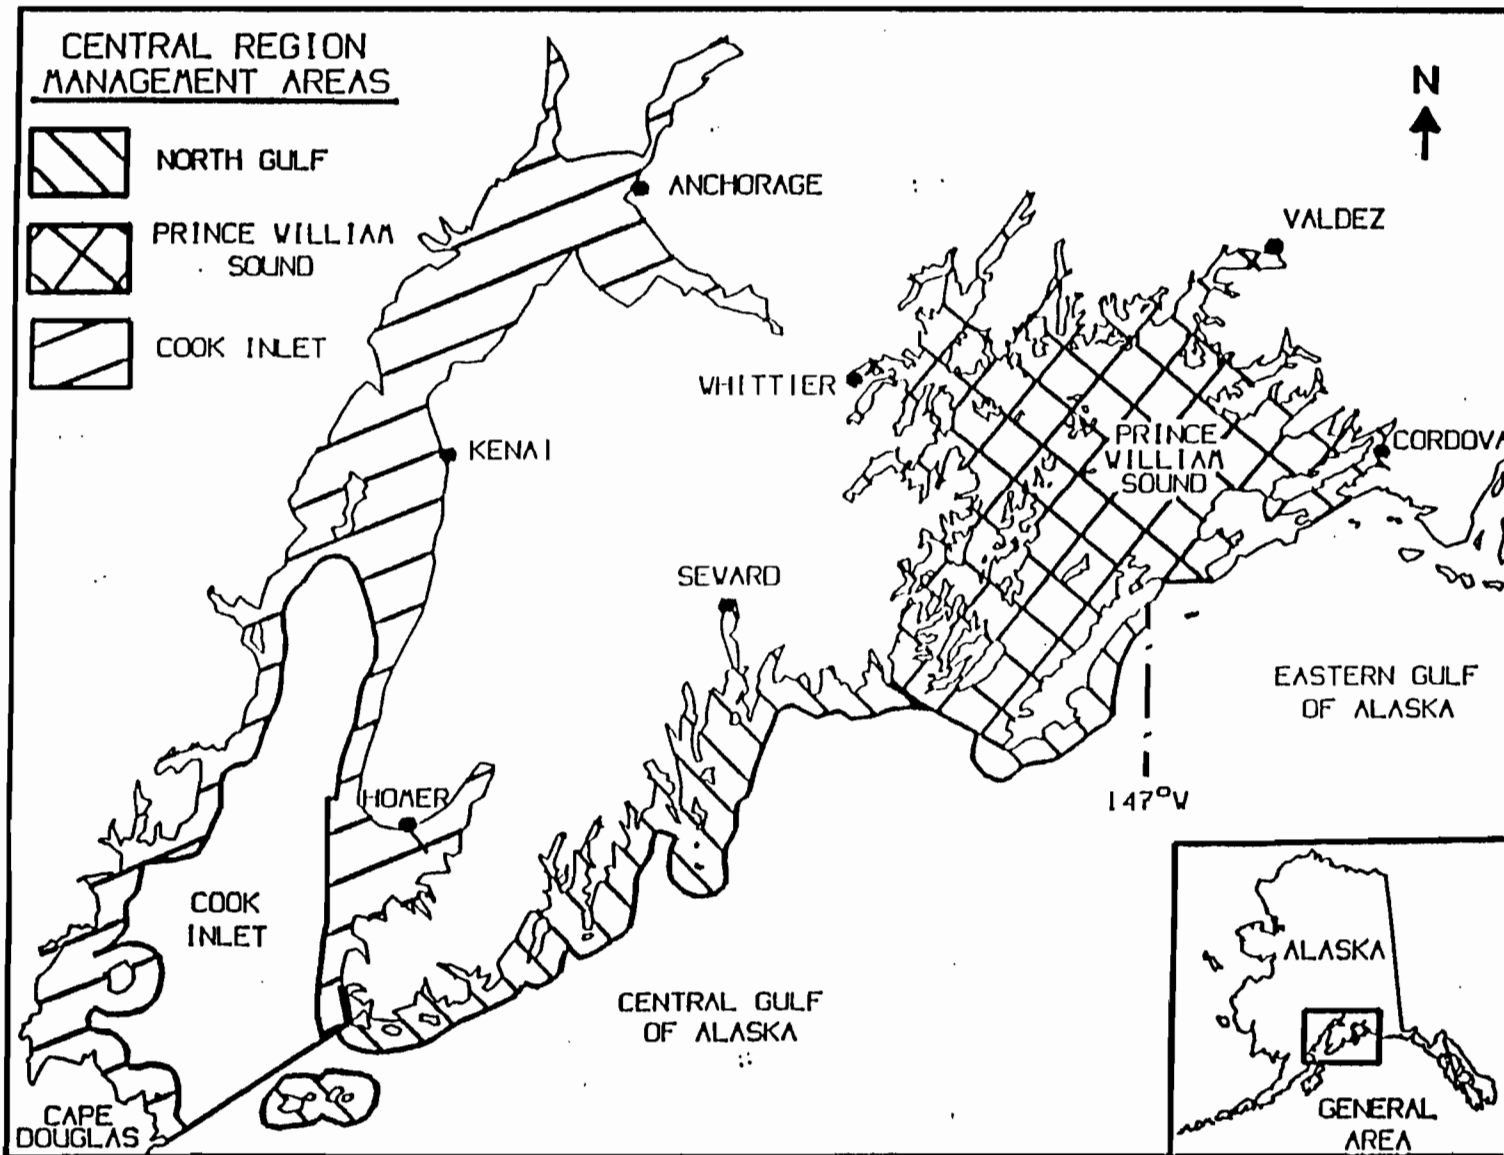 CENTRAL REGION
MANAGEMENT AREAS
NORTH GULF
PRINCE WILLIAM
SOUND
COOK INLET
N
ANCHORAGE
VALDEZ
WHITTIER
KENAI
PRINCE
WILLIAM
SOUND
CORDOVA
SEWARD
EASTERN GULF
OF ALASKA
147°W
HOMER
COOK
INLET
CENTRAL GULF
OF ALASKA
CAPE
DOUGLAS
ALASKA
GENERAL
AREA